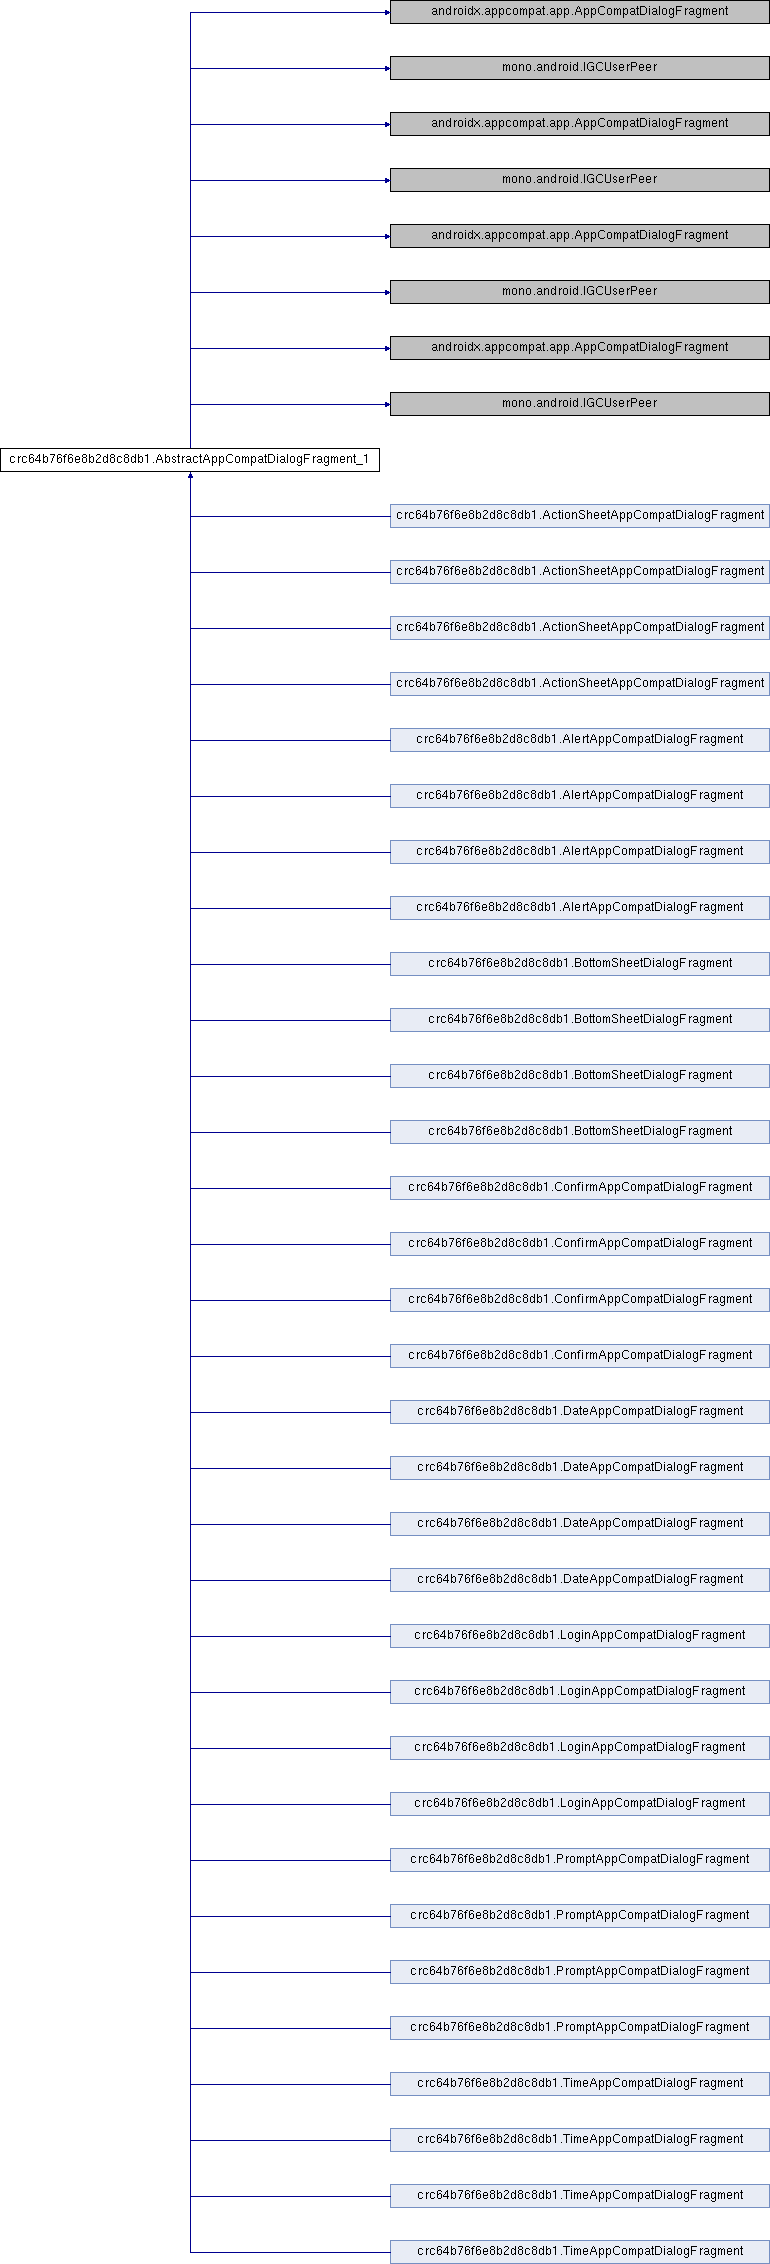 androidx.appcompat.app.AppCompatDialogFragment
mono.android.IGCUserPeer
androidx.appcompat.app.AppCompatDialogFragment
mono.android.IGCUserPeer
androidx.appcompat.app.AppCompatDialogFragment
mono.android.IGCUserPeer
androidx.appcompat.app.AppCompatDialogFragment
mono.android.IGCUserPeer
crc64b76f6e8b2d8c8db1.AbstractAppCompatDialogFragment_1
crc64b76f6e8b2d8c8db1.ActionSheetAppCompatDialogFragment
crc64b76f6e8b2d8c8db1.ActionSheetAppCompatDialogFragment
crc64b76f6e8b2d8c8db1.ActionSheetAppCompatDialogFragment
crc64b76f6e8b2d8c8db1.ActionSheetAppCompatDialogFragment
crc64b76f6e8b2d8c8db1.AlertAppCompatDialogFragment
crc64b76f6e8b2d8c8db1.AlertAppCompatDialogFragment
crc64b76f6e8b2d8c8db1.AlertAppCompatDialogFragment
crc64b76f6e8b2d8c8db1.AlertAppCompatDialogFragment
crc64b76f6e8b2d8c8db1.BottomSheetDialogFragment
crc64b76f6e8b2d8c8db1.BottomSheetDialogFragment
crc64b76f6e8b2d8c8db1.BottomSheetDialogFragment
crc64b76f6e8b2d8c8db1.BottomSheetDialogFragment
crc64b76f6e8b2d8c8db1.ConfirmAppCompatDialogFragment
crc64b76f6e8b2d8c8db1.ConfirmAppCompatDialogFragment
crc64b76f6e8b2d8c8db1.ConfirmAppCompatDialogFragment
crc64b76f6e8b2d8c8db1.ConfirmAppCompatDialogFragment
crc64b76f6e8b2d8c8db1.DateAppCompatDialogFragment
crc64b76f6e8b2d8c8db1.DateAppCompatDialogFragment
crc64b76f6e8b2d8c8db1.DateAppCompatDialogFragment
crc64b76f6e8b2d8c8db1.DateAppCompatDialogFragment
crc64b76f6e8b2d8c8db1.LoginAppCompatDialogFragment
crc64b76f6e8b2d8c8db1.LoginAppCompatDialogFragment
crc64b76f6e8b2d8c8db1.LoginAppCompatDialogFragment
crc64b76f6e8b2d8c8db1.LoginAppCompatDialogFragment
crc64b76f6e8b2d8c8db1.PromptAppCompatDialogFragment
crc64b76f6e8b2d8c8db1.PromptAppCompatDialogFragment
crc64b76f6e8b2d8c8db1.PromptAppCompatDialogFragment
crc64b76f6e8b2d8c8db1.PromptAppCompatDialogFragment
crc64b76f6e8b2d8c8db1.TimeAppCompatDialogFragment
crc64b76f6e8b2d8c8db1.TimeAppCompatDialogFragment
crc64b76f6e8b2d8c8db1.TimeAppCompatDialogFragment
crc64b76f6e8b2d8c8db1.TimeAppCompatDialogFragment